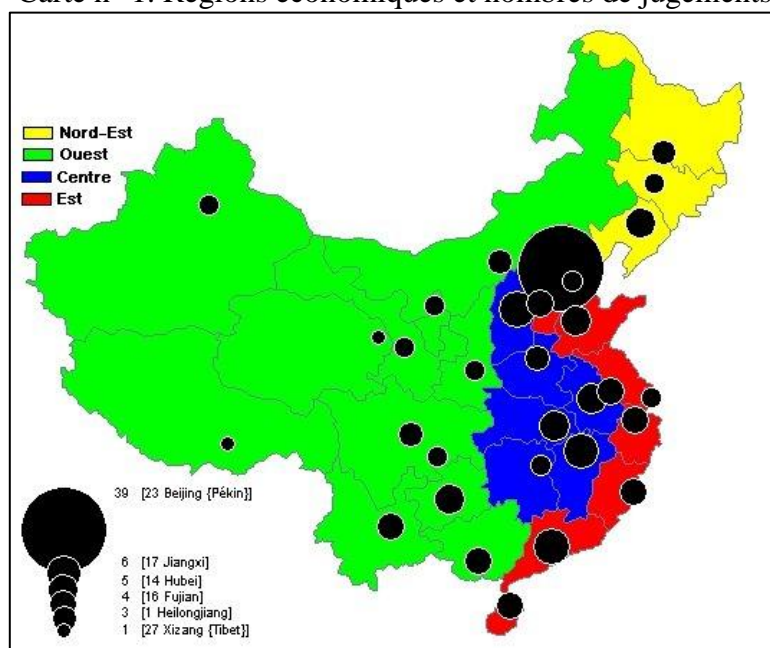 Carte n° 1. Régions économiques et nombres de jugements
Nord-Est
Ouest
Centre
Est
39 [23 Beijing {Pékin}]
6 [17 Jiangxi]
5 [14 Hubei]
4 [16 Fujian]
3 [1 Heilongjiang]
1 [27 Xizang {Tibet}]